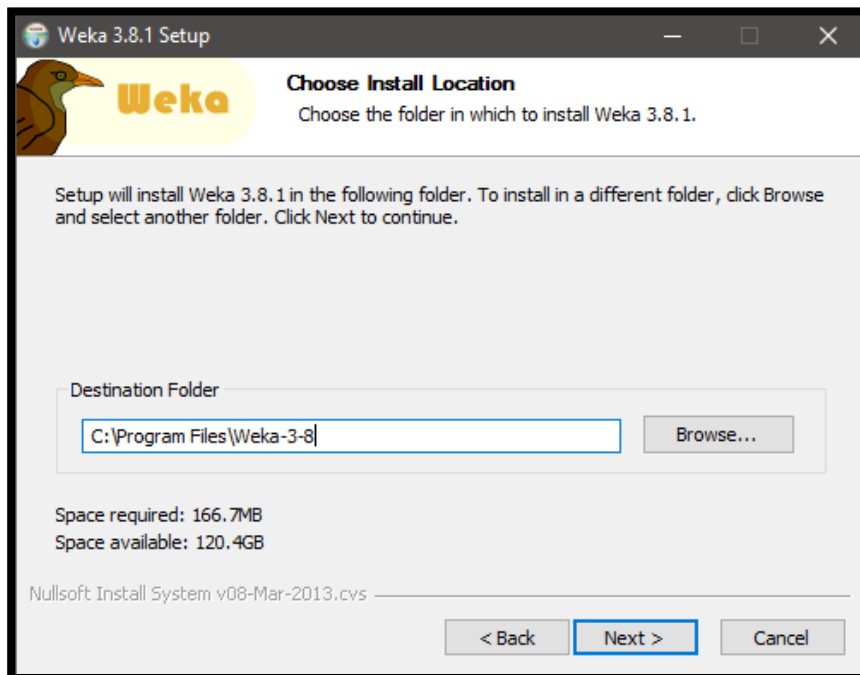 Weka 3.8.1 Setup
Weka
Choose Install Location
Choose the folder in which to install Weka 3.8.1.
Setup will install Weka 3.8.1 in the following folder. To install in a different folder, click Browse
and select another folder. Click Next to continue.
Destination Folder
C:\Program Files\Weka-3-8
Browse...
Space required: 166.7MB
Space available: 120.4GB
Nullsoft Install System v08-Mar-2013.cvs
< Back Next > Cancel